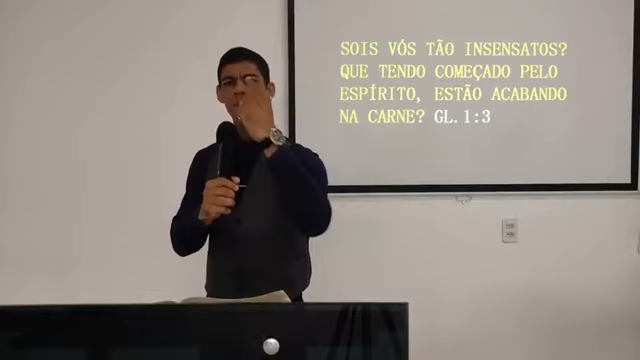 SOIS VÓS TÃO INSENSATOS?
QUE TENDO COMEÇADO PELO
ESPÍRITO, ESTÃO ACABANDO
NA CARNE? GL.1:3